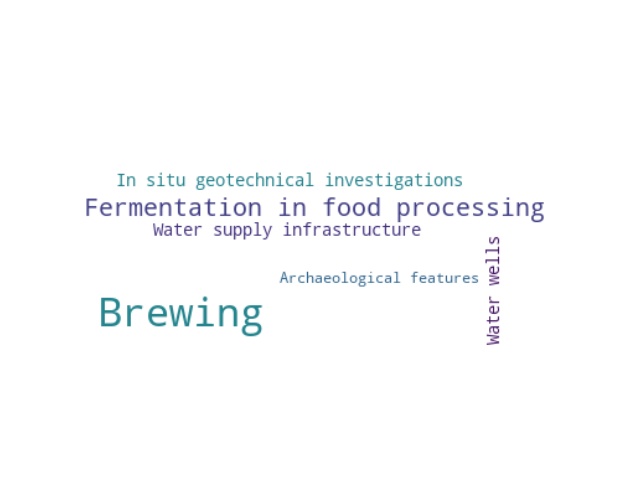 In situ geotechnical investigations
Fermentation in food processing
Water supply infrastructure
Archaeological features
Water wells
Brewing